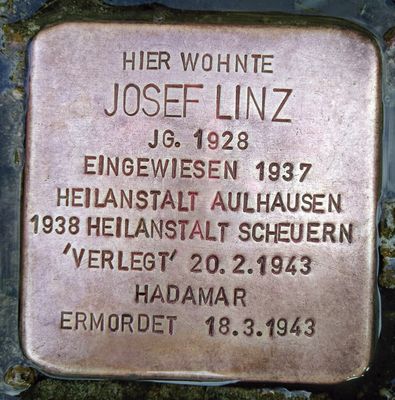 HIER WOHNTE
JOSEF LINZ
JG. 1928
EINGEWIESEN 1937
HEILANSTALT AULHAUSEN
1938 HEILANSTALT SCHEUERN
'VERLEGT' 20.2.1943
HADAMAR
ERMORDET 18.3.1943